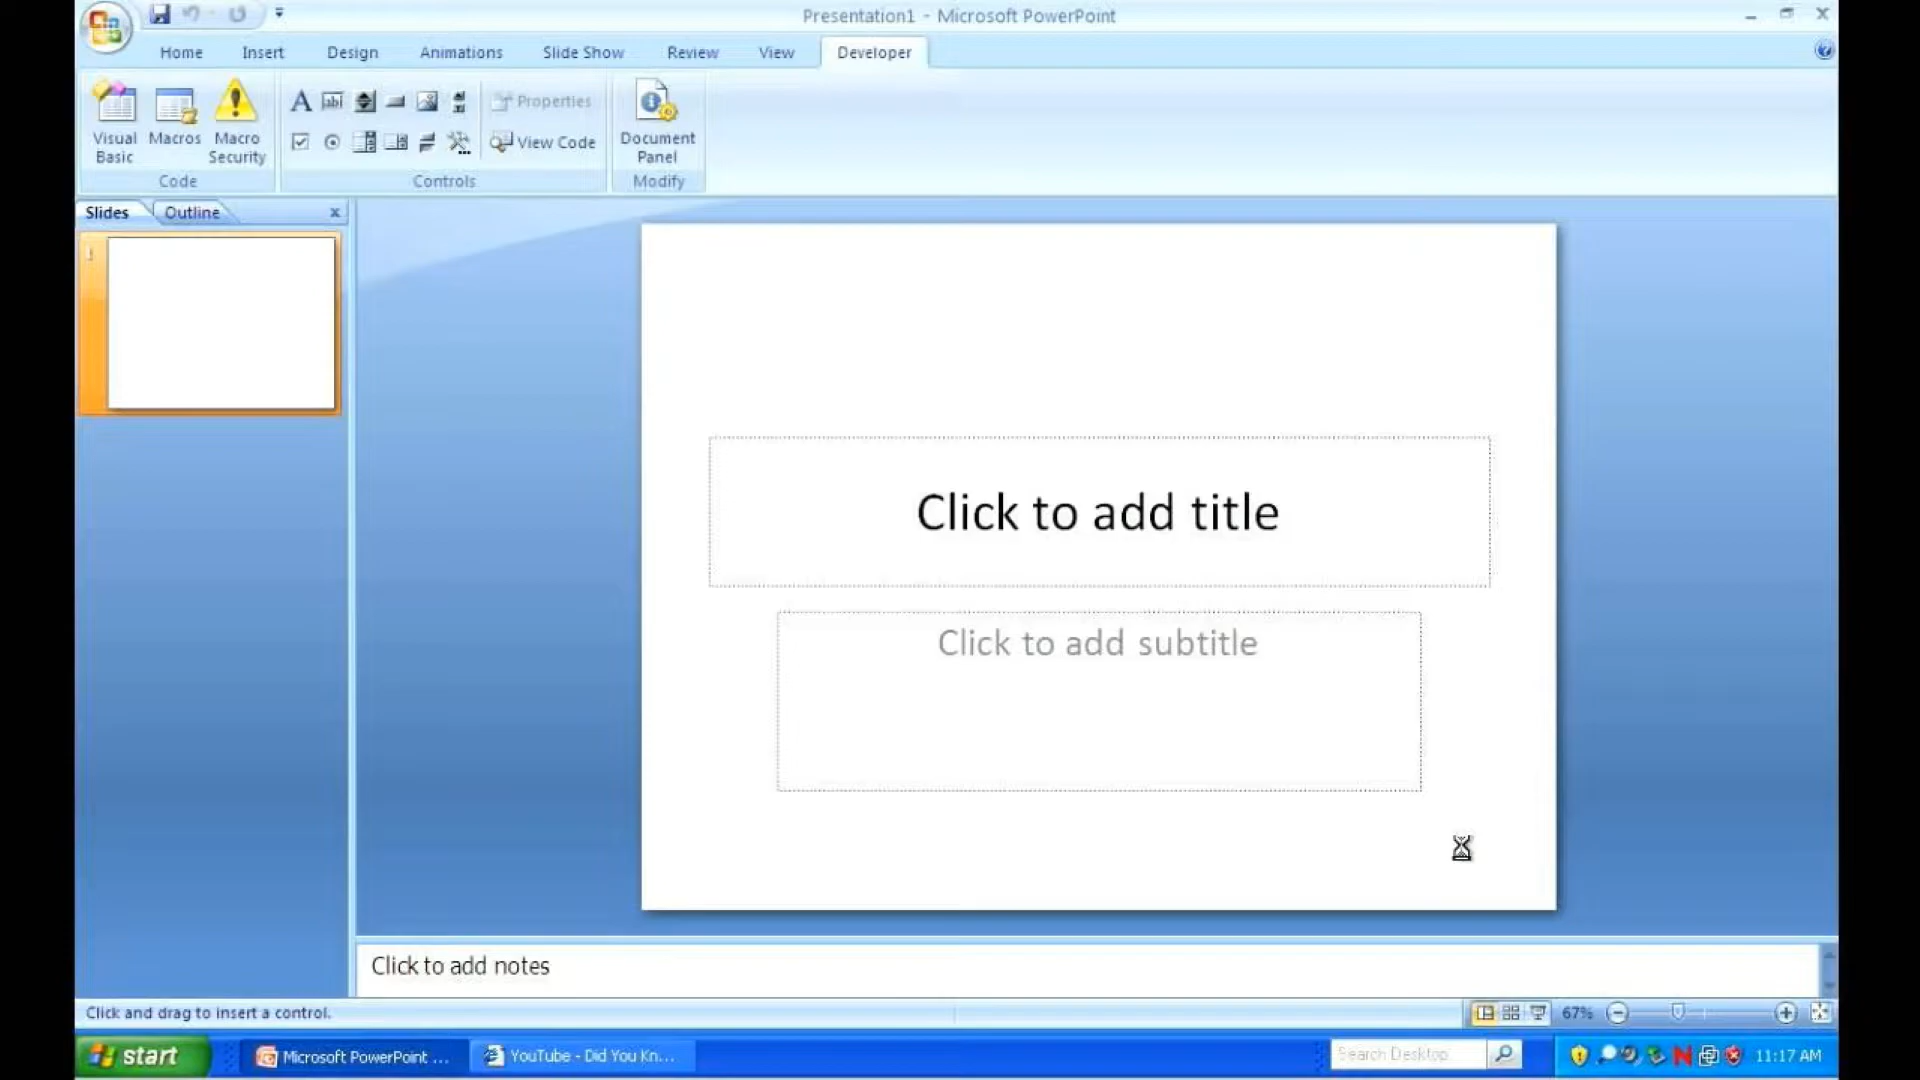 Presentation1 - Microsoft PowerPoint
Home Insert Design Animations Slide Show Review View Developer
A abl Properties
Visual Basic Macros Macro Security View Code Document Panel
Code Controls Modify
Slides Outline x
1
Click to add title
Click to add subtitle
Click to add notes
Click and drag to insert a control.
67%
start Microsoft PowerPoint ... YouTube - Did You Kn... Search Desktop N 11:17 AM